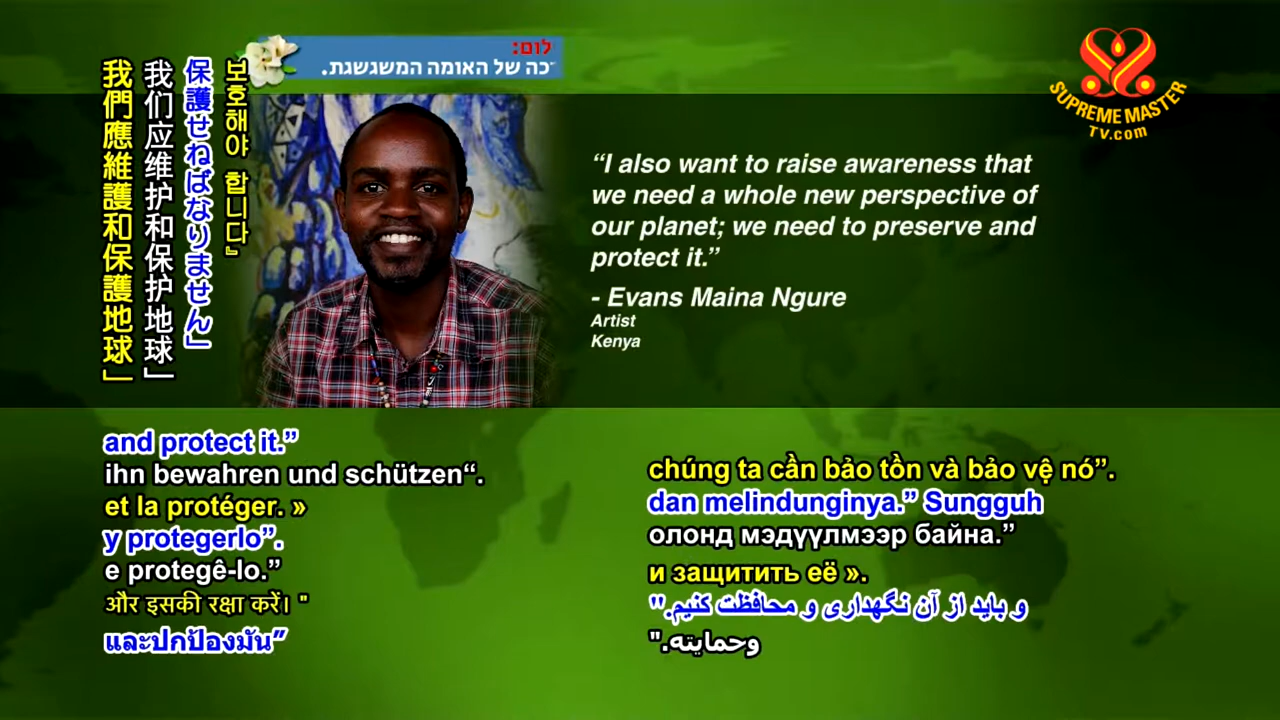 לום:
כה של האומה המשגשגת.
SUPREME MASTER
TV.com
보호해야 합니다』
保護せねばなりません」
我们应维护和保护地球」
我們應維護和保護地球」
“I also want to raise awareness that
we need a whole new perspective of
our planet; we need to preserve and
protect it.”
- Evans Maina Ngure
Artist
Kenya
and protect it.”
ihn bewahren und schützen“.
et la protéger. »
y protegerlo”.
e protegê-lo.”
और इसकी रक्षा करें। "
และปกป้องมัน”
chúng ta cần bảo tồn và bảo vệ nó”.
dan melindunginya.” Sungguh
олонд мэдүүлмээр байна.”
и защитить её ».
و باید از آن نگهداری و محافظت کنیم."
وحمايته."